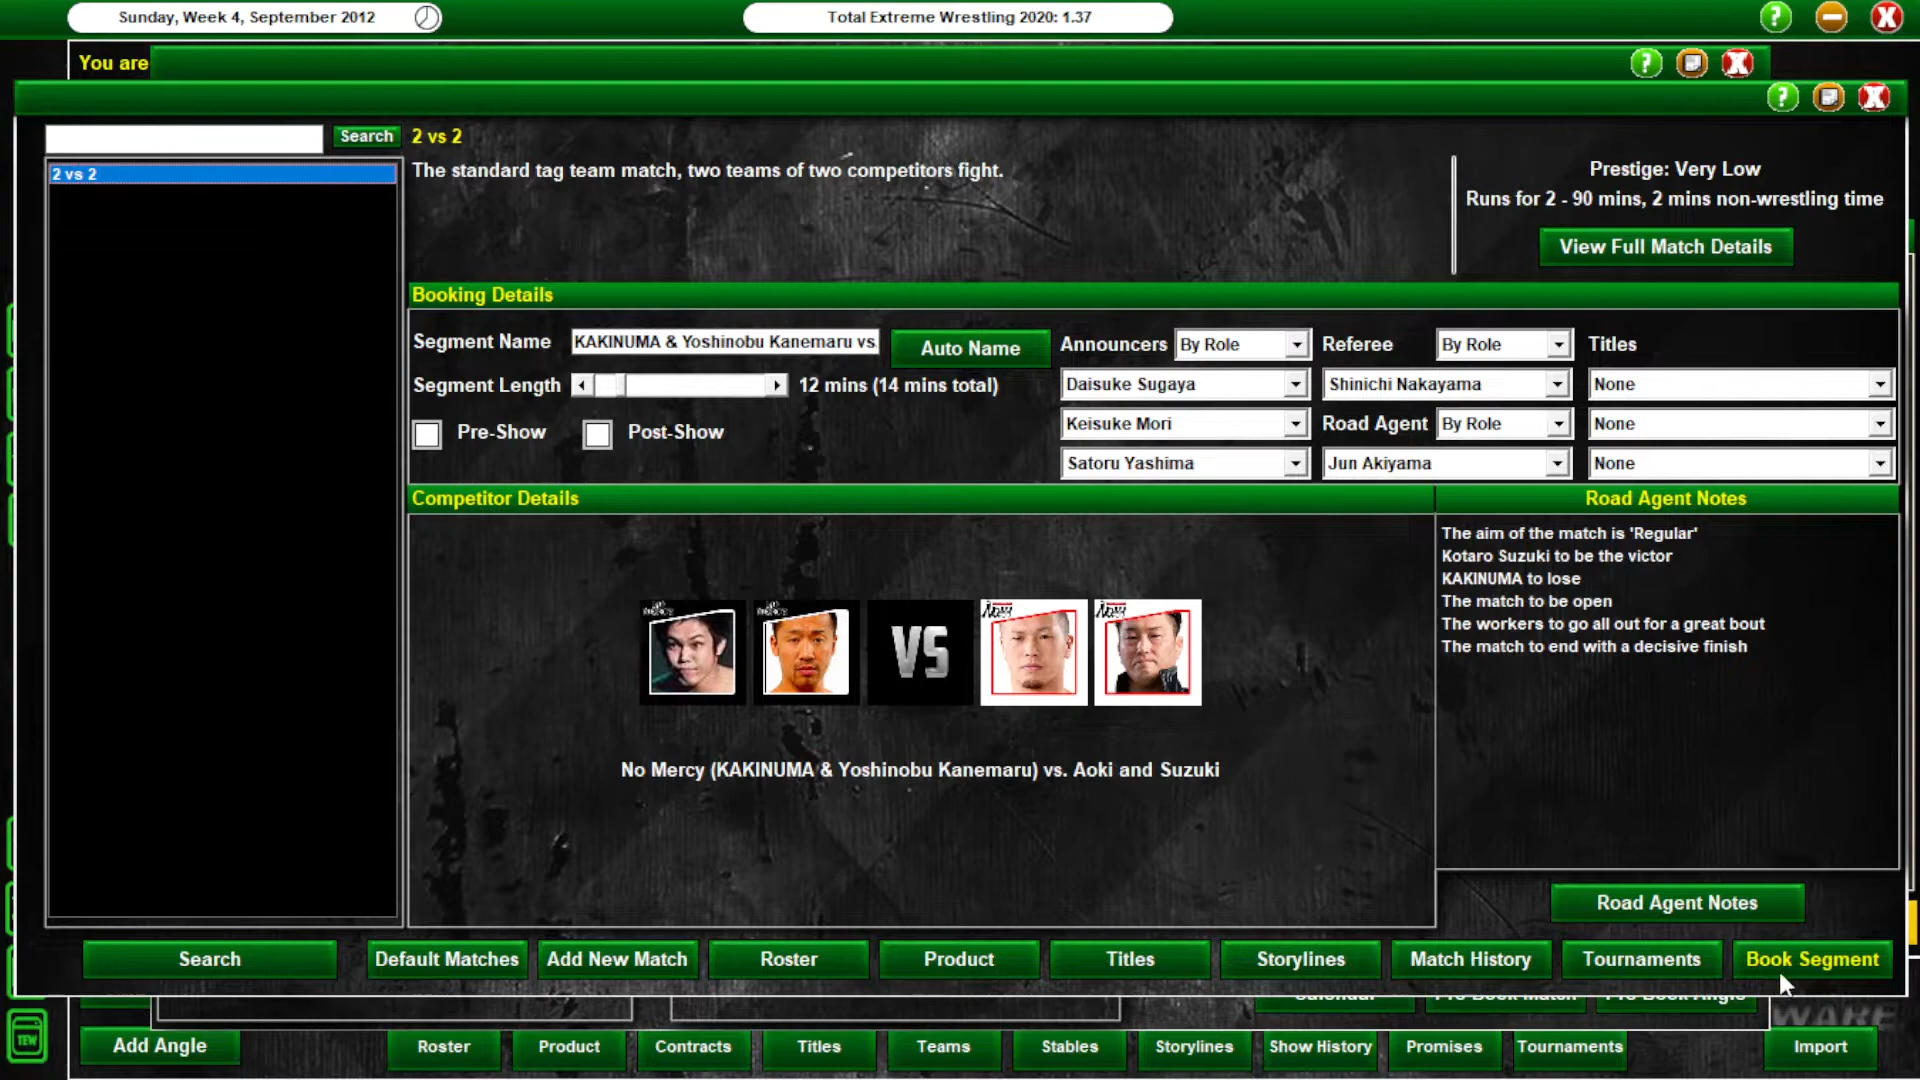 Sunday, Week 4, September 2012
Total Extreme Wrestling 2020: 1.37
You are
Search
2 vs 2
2 vs 2
The standard tag team match, two teams of two competitors fight.
Prestige: Very Low
Runs for 2 - 90 mins, 2 mins non-wrestling time
View Full Match Details
Booking Details
Segment Name KAKINUMA & Yoshinobu Kanemaru vs. Auto Name
Segment Length 12 mins (14 mins total)
Pre-Show Post-Show
Announcers By Role
Daisuke Sugaya
Keisuke Mori
Satoru Yashima
Referee By Role
Shinichi Nakayama
Road Agent By Role
Jun Akiyama
Titles
None
None
None
Competitor Details
VS
No Mercy (KAKINUMA & Yoshinobu Kanemaru) vs. Aoki and Suzuki
Road Agent Notes
The aim of the match is 'Regular'
Kotaro Suzuki to be the victor
KAKINUMA to lose
The match to be open
The workers to go all out for a great bout
The match to end with a decisive finish
Road Agent Notes
Search Default Matches Add New Match Roster Product Titles Storylines Match History Tournaments Book Segment
TEW
Add Angle Roster Product Contracts Titles Teams Stables Storylines Show History Promises Tournaments Import